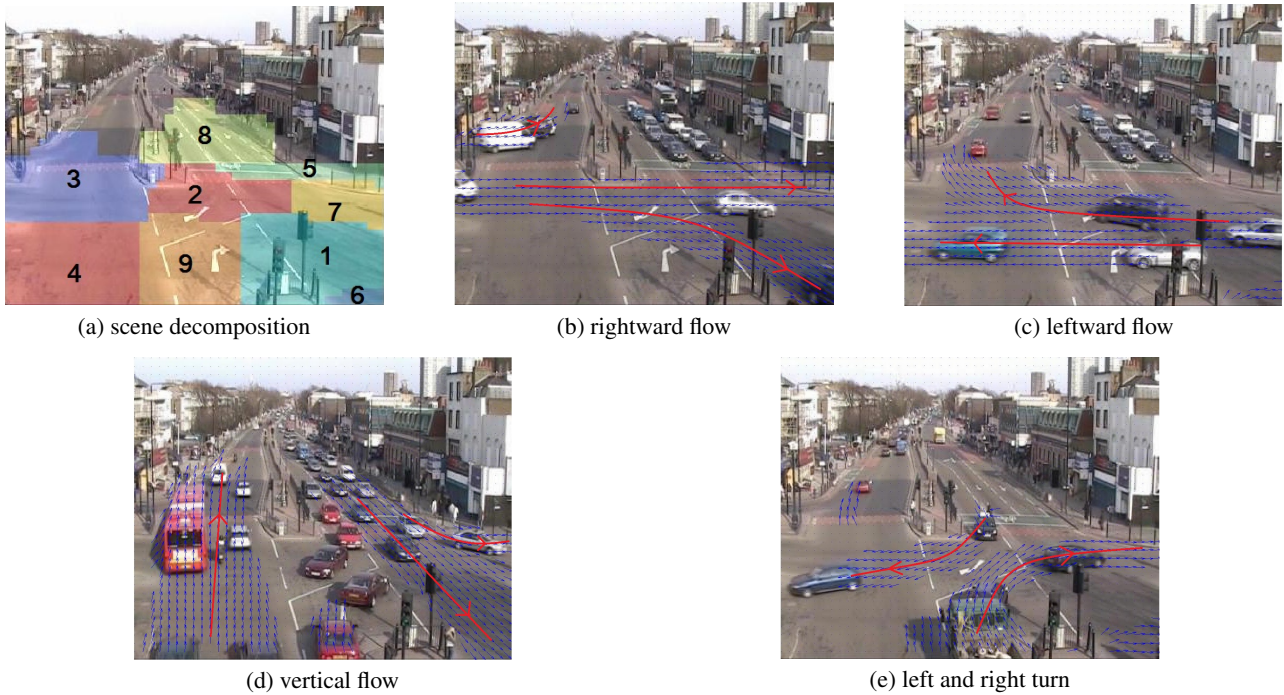 8
3
5
2
7
4
9
1
6
(a) scene decomposition
(b) rightward flow
(c) leftward flow
(d) vertical flow
(e) left and right turn